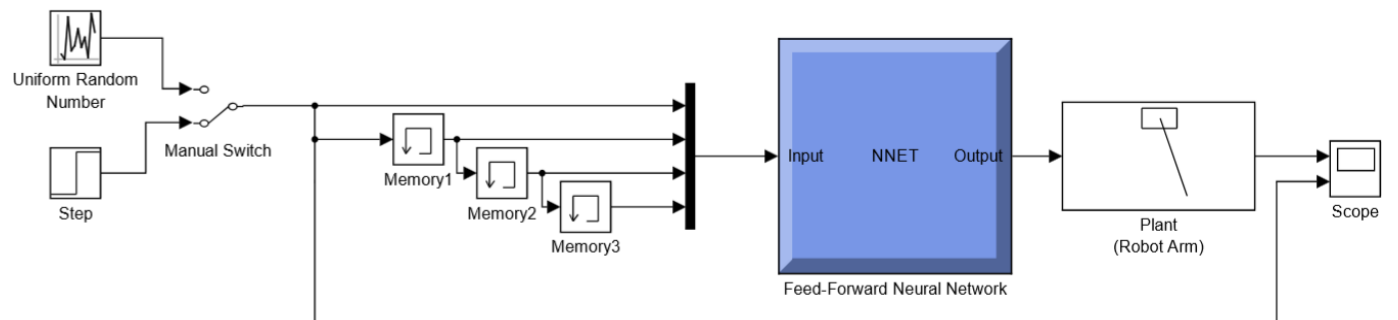 Uniform Random
Number
Manual Switch
Step
Memory1
Memory2
Memory3
Input
NNET
Output
Feed-Forward Neural Network
Plant
(Robot Arm)
Scope